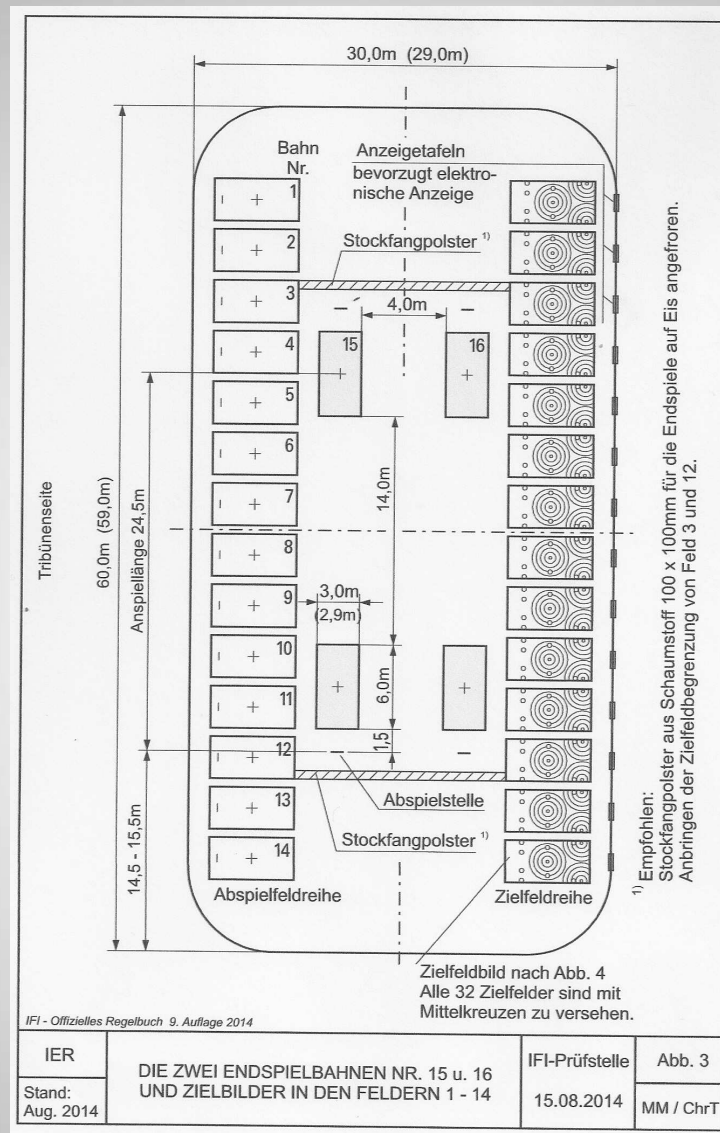 30,0m (29,0m)
Bahn
Nr.
Anzeigetafeln
bevorzugt elektro-
nische Anzeige
Stockfangpolster 1)
1
2
3
4
5
6
7
8
9
10
11
12
13
14
15
16
4,0m
14,0m
3,0m
(2,9m)
6,0m
1,5
Tribünenseite
60,0m (59,0m)
Anspiellänge 24,5m
14,5 - 15,5m
Abspielstelle
Stockfangpolster 1)
Abspielfeldreihe
Zielfeldreihe
Zielfeldbild nach Abb. 4
Alle 32 Zielfelder sind mit
Mittelkreuzen zu versehen.
1) Empfohlen:
Stockfangpolster aus Schaumstoff 100 x 100mm für die Endspiele auf Eis angefroren.
Anbringen der Zielfeldbegrenzung von Feld 3 und 12.
IFI - Offizielles Regelbuch 9. Auflage 2014
IER
Stand:
Aug. 2014
DIE ZWEI ENDSPIELBAHNEN NR. 15 u. 16
UND ZIELBILDER IN DEN FELDERN 1 - 14
IFI-Prüfstelle
15.08.2014
Abb. 3
MM / ChrT